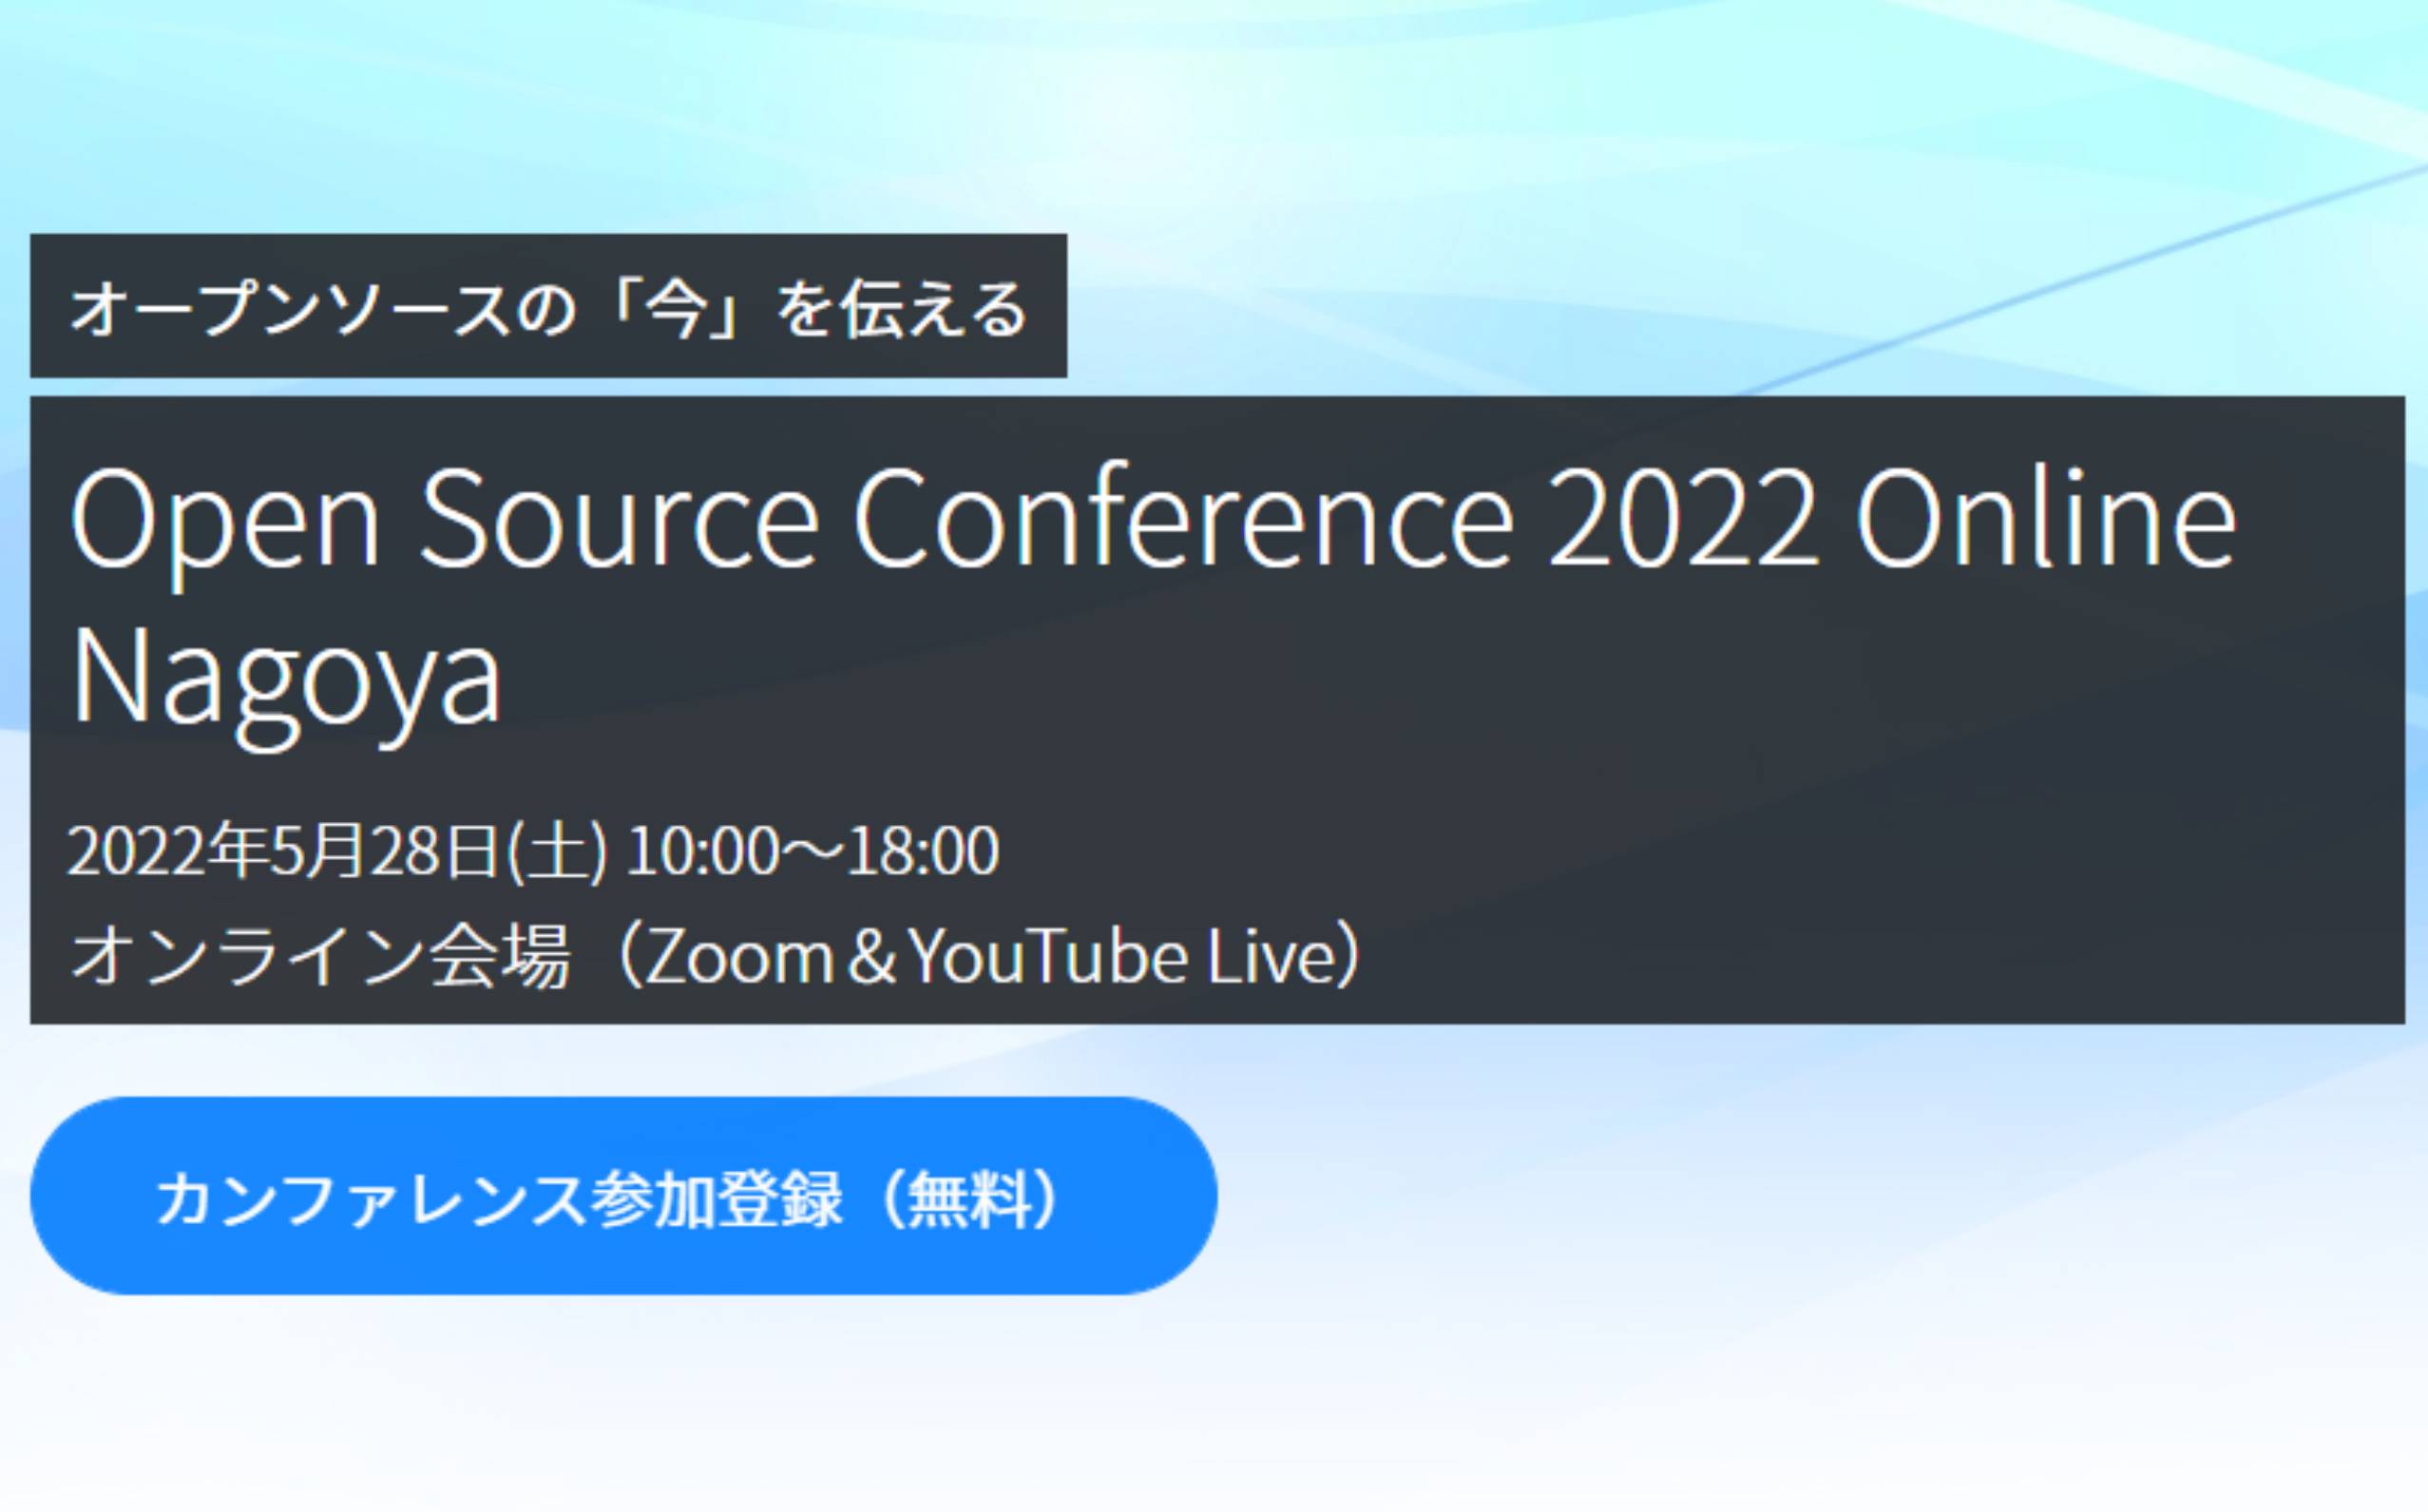 オープンソースの「今」を伝える
Open Source Conference 2022 Online
Nagoya
2022年5月28日(土) 10:00〜18:00
オンライン会場（Zoom & YouTube Live）
カンファレンス参加登録（無料）